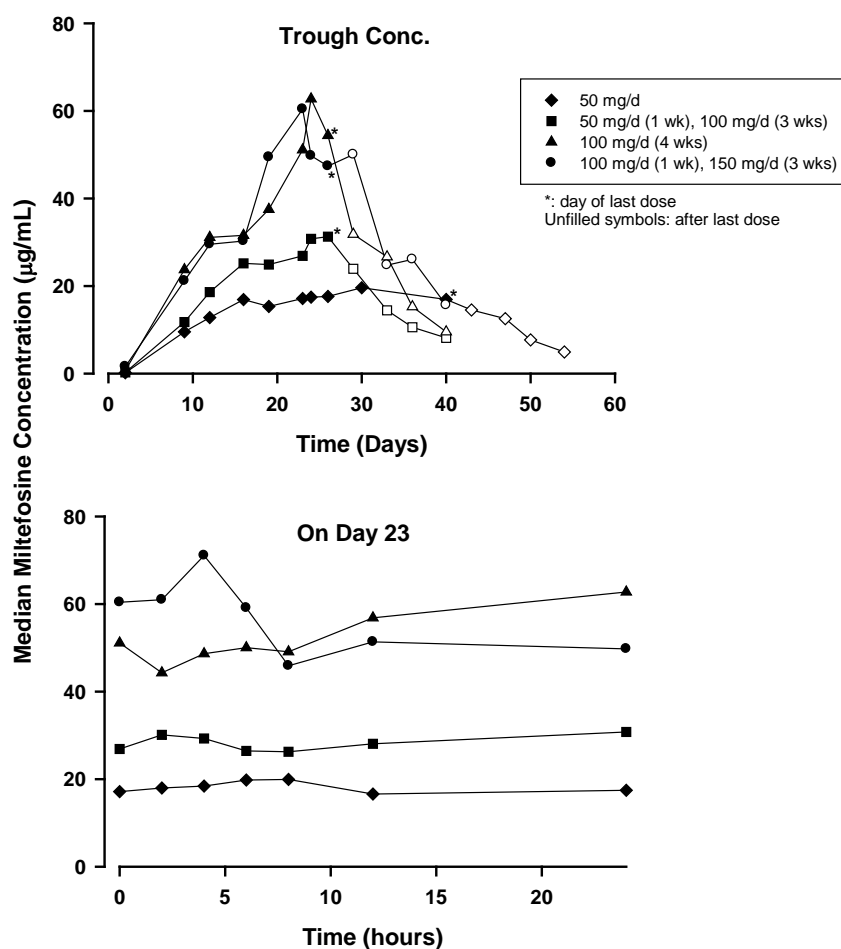 Trough Conc.
80
60
40
20
0
0 10 20 30 40 50 60
Time (Days)
*
*
*
*
50 mg/d
50 mg/d (1 wk), 100 mg/d (3 wks)
100 mg/d (4 wks)
100 mg/d (1 wk), 150 mg/d (3 wks)
*: day of last dose
Unfilled symbols: after last dose
Median Miltefosine Concentration (μg/mL)
On Day 23
80
60
40
20
0
0 5 10 15 20
Time (hours)